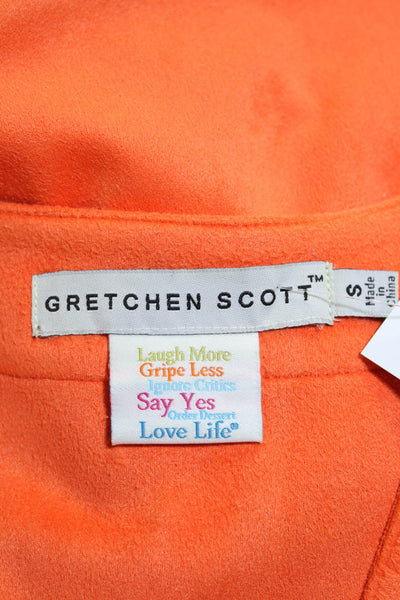 GRETCHEN SCOTT™
S
Made
in
China
Laugh More
Gripe Less
Ignore Critics
Say Yes
Order Dessert
Love Life®